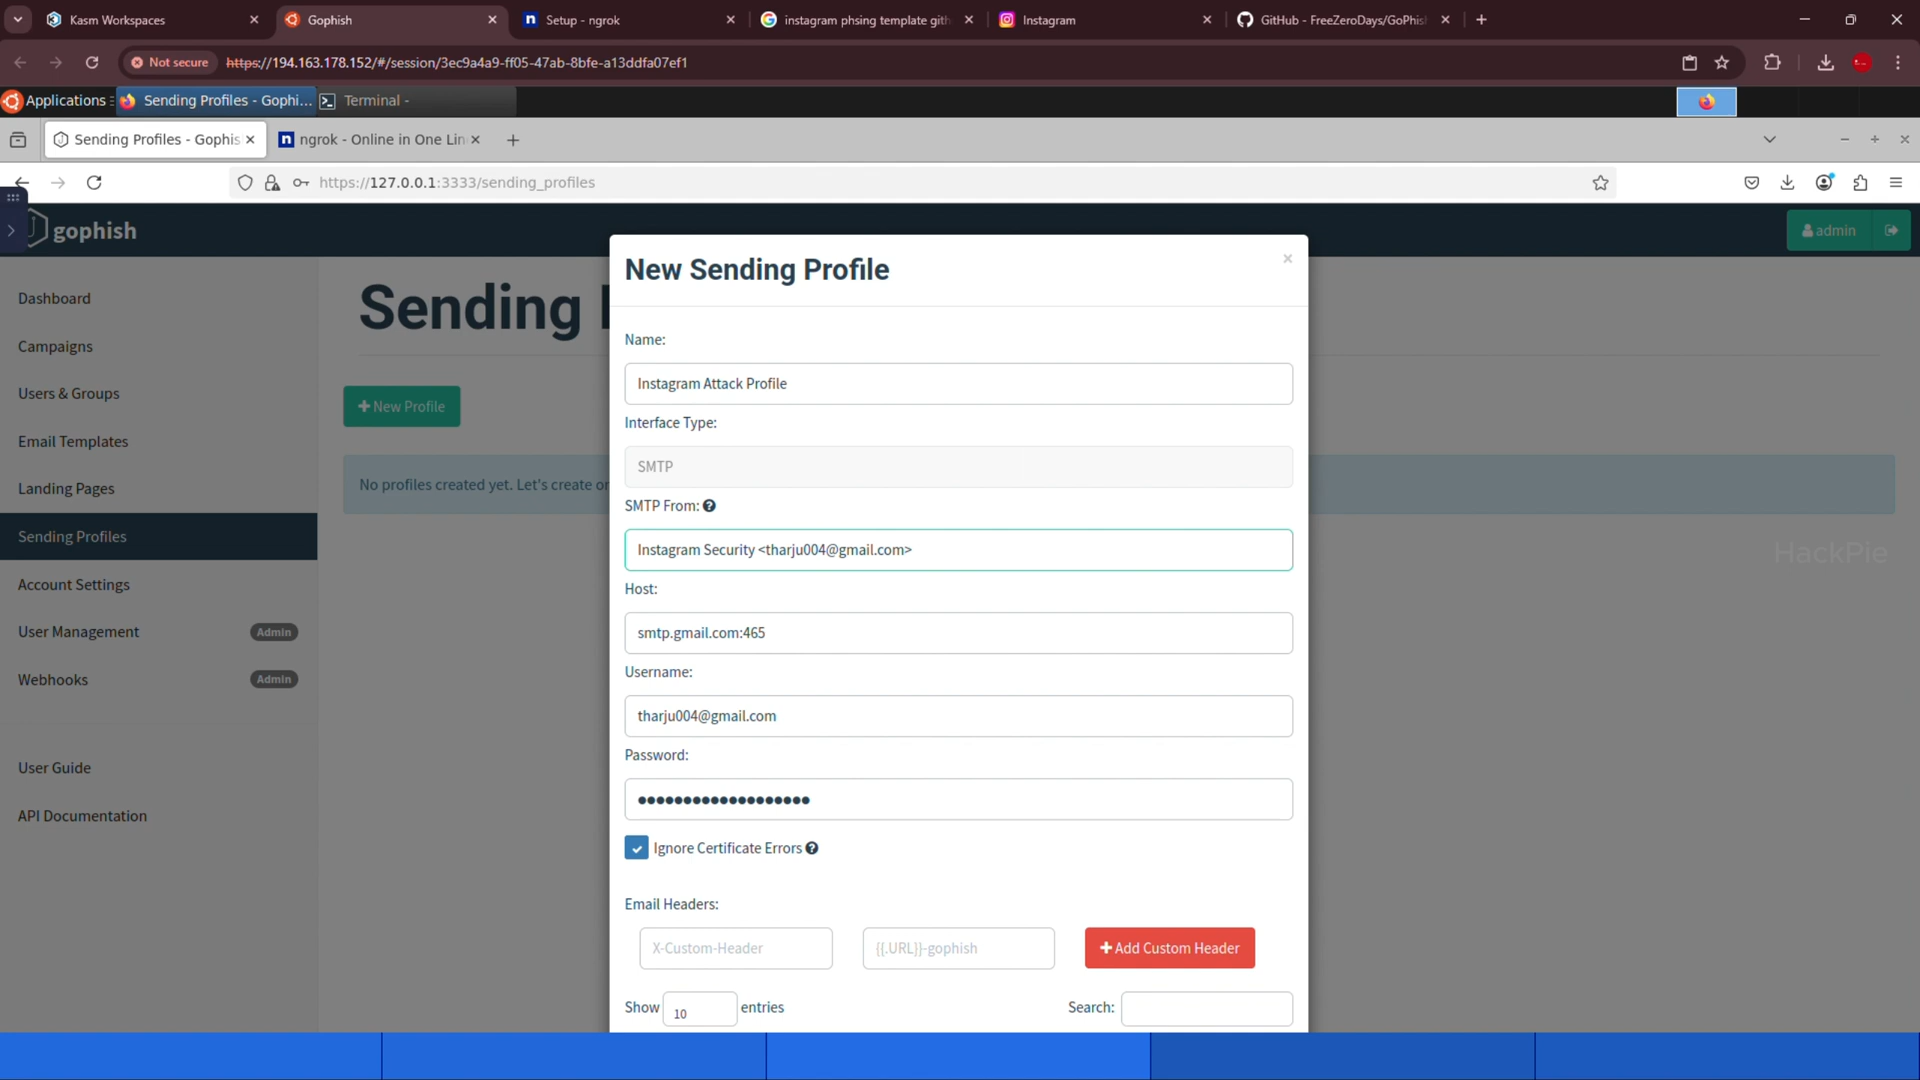 Kasm Workspaces
Gophish
Setup - ngrok
instagram phsing template gith
Instagram
GitHub - FreeZeroDays/GoPhis
Not secure
https://194.163.178.152/#/session/3ec9a4a9-ff05-47ab-8bfe-a13ddfa07ef1
Applications
Sending Profiles - Gophi...
Terminal -
Sending Profiles - Gophis
ngrok - Online in One Lin
https://127.0.0.1:3333/sending_profiles
gophish
admin
Dashboard
Campaigns
Users & Groups
Email Templates
Landing Pages
Sending Profiles
Account Settings
User Management
Admin
Webhooks
Admin
User Guide
API Documentation
Sending
New Profile
No profiles created yet. Let's create
HackPie
New Sending Profile
Name:
Instagram Attack Profile
Interface Type:
SMTP
SMTP From:
Instagram Security <tharju004@gmail.com>
Host:
smtp.gmail.com:465
Username:
tharju004@gmail.com
Password:
Ignore Certificate Errors
Email Headers:
X-Custom-Header
{{.URL}}-gophish
Add Custom Header
Show 10 entries
Search: